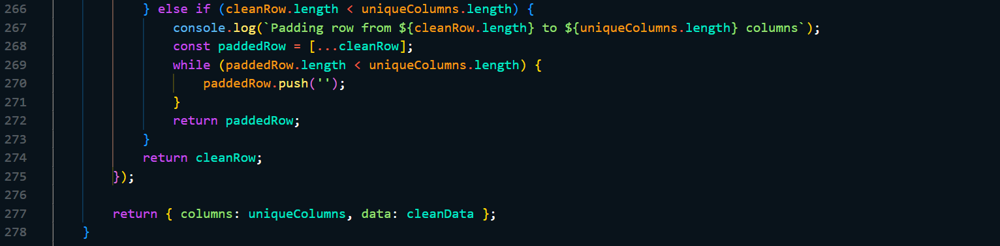 266 } else if (cleanRow.length < uniqueColumns.length) {
267 console.log(`Padding row from ${cleanRow.length} to ${uniqueColumns.length} columns`);
268 const paddedRow = [...cleanRow];
269 while (paddedRow.length < uniqueColumns.length) {
270 paddedRow.push('');
271 }
272 return paddedRow;
273 }
274 return cleanRow;
275 });
276
277 return { columns: uniqueColumns, data: cleanData };
278 }